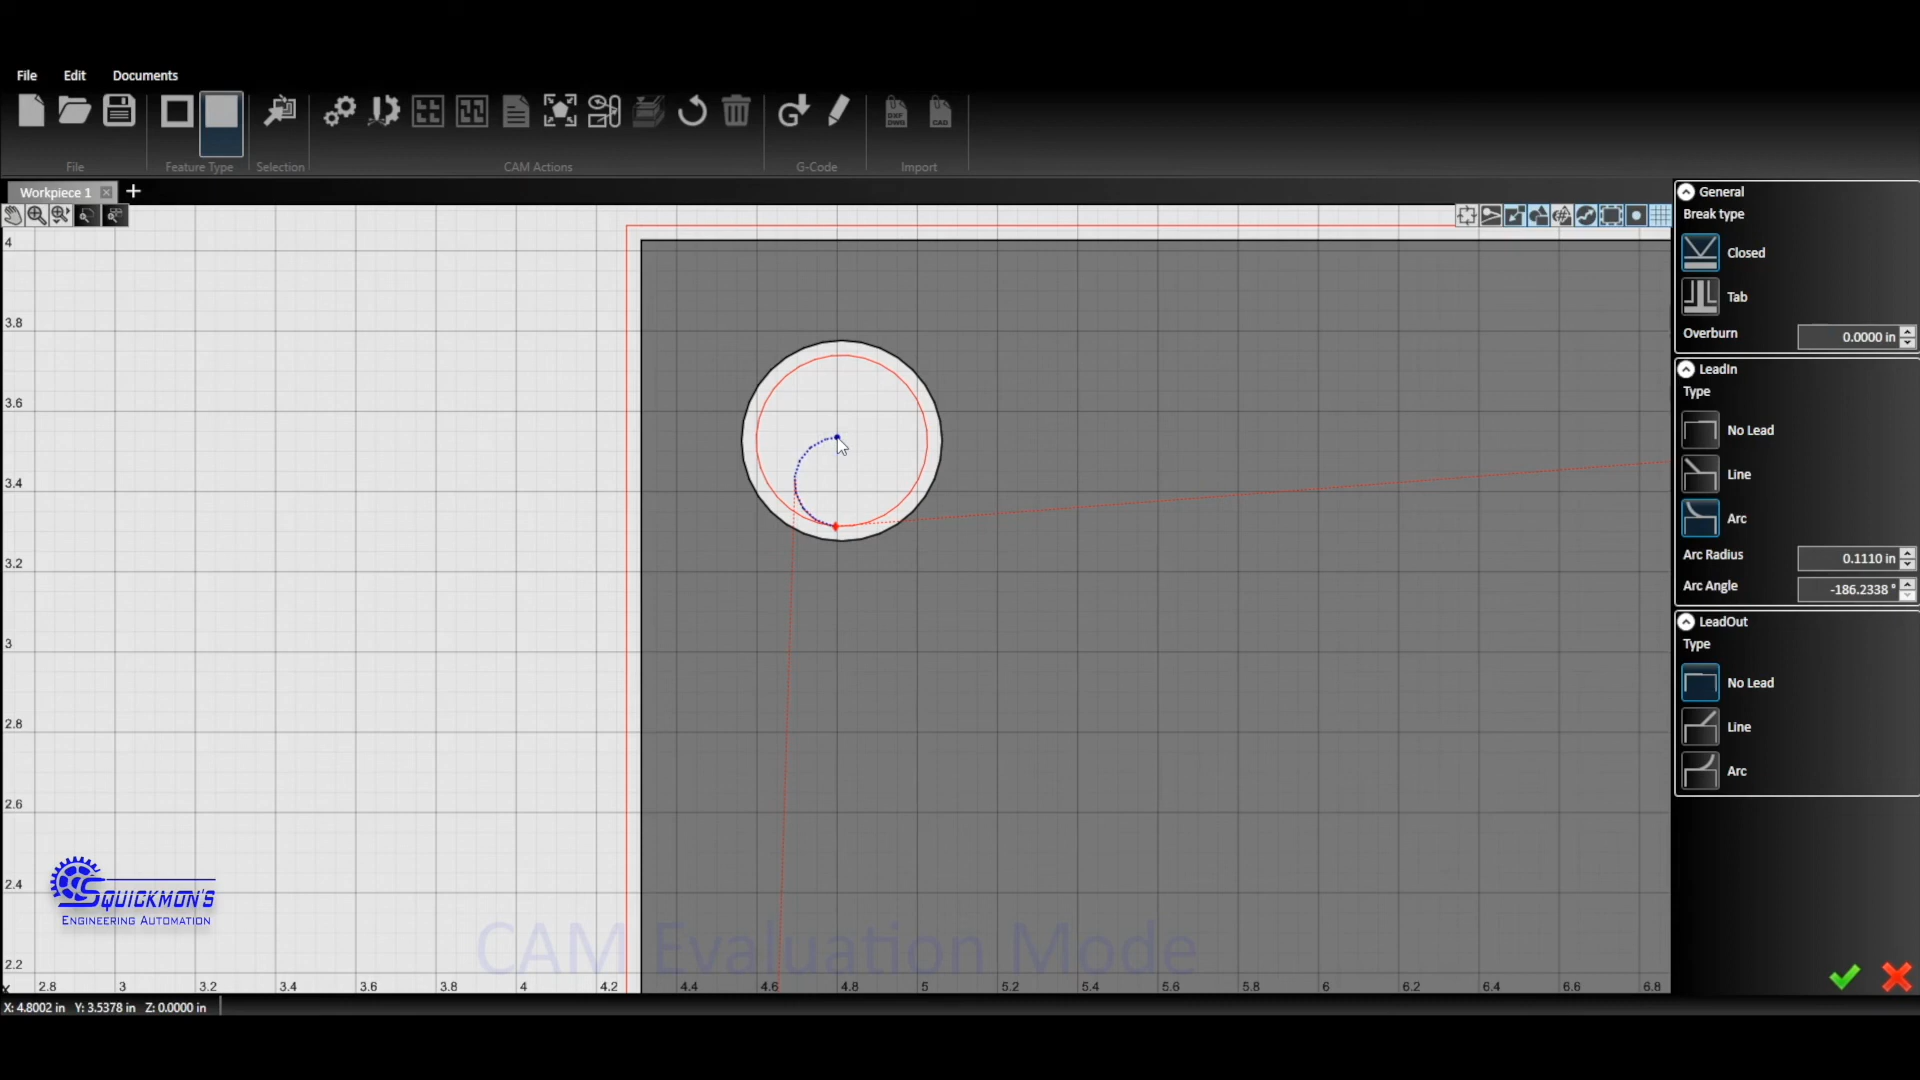 File Edit Documents
DXF DWG CAD
File Feature Type Selection CAM Actions G-Code Import
Workpiece 1
General
Break type
Closed
Tab
Overburn 0.0000 in
LeadIn
Type
No Lead
Line
Arc
Arc Radius 0.1110 in
Arc Angle -186.2338 °
LeadOut
Type
No Lead
Line
Arc
4
3.8
3.6
3.4
3.2
3
2.8
2.6
2.4
2.2
SQUICKMON'S
ENGINEERING AUTOMATION
CAM Evaluation Mode
2.8 3 3.2 3.4 3.6 3.8 4 4.2 4.4 4.6 4.8 5 5.2 5.4 5.6 5.8 6 6.2 6.4 6.6 6.8
X: 4.8002 in Y: 3.5378 in Z: 0.0000 in